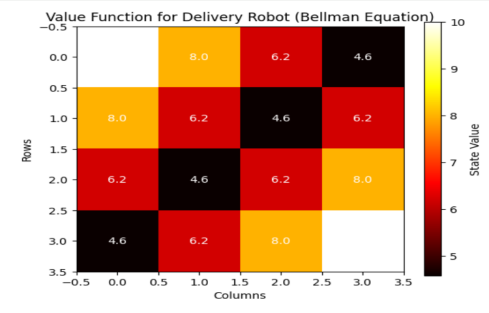 Value Function for Delivery Robot (Bellman Equation)
−0.5
0.0
0.5
1.0
1.5
2.0
2.5
3.0
3.5
Rows
8.0 6.2 4.6
8.0 6.2 4.6 6.2
6.2 4.6 6.2 8.0
4.6 6.2 8.0
−0.5 0.0 0.5 1.0 1.5 2.0 2.5 3.0 3.5
Columns
10
9
8
7
6
5
State Value